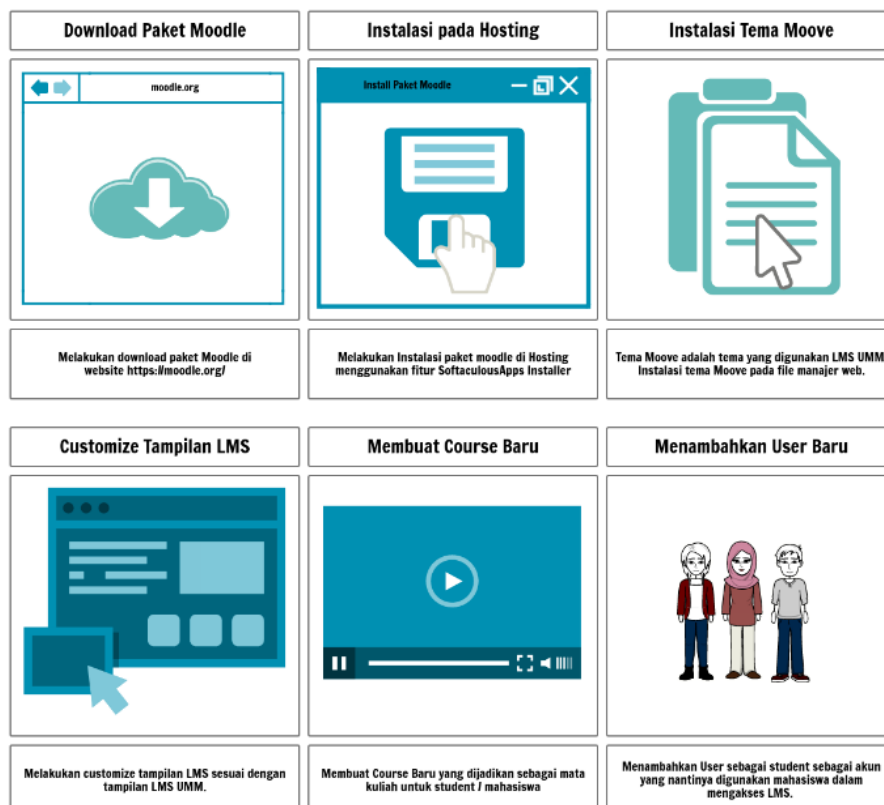 Download Paket Moodle
Instalasi pada Hosting
Instalasi Tema Moove
moodle.org
Install Paket Moodle
Melakukan download paket Moodle di
website https://moodle.org/
Melakukan Instalasi paket moodle di Hosting
menggunakan fitur SoftaculousApps Installer
Tema Moove adalah tema yang digunakan LMS UMM
Instalasi tema Moove pada file manajer web.
Customize Tampilan LMS
Membuat Course Baru
Menambahkan User Baru
Melakukan customize tampilan LMS sesuai dengan
tampilan LMS UMM.
Membuat Course Baru yang dijadikan sebagai mata
kuliah untuk student / mahasiswa
Menambahkan User sebagai student sebagai akun
yang nantinya digunakan mahasiswa dalam
mengakses LMS.